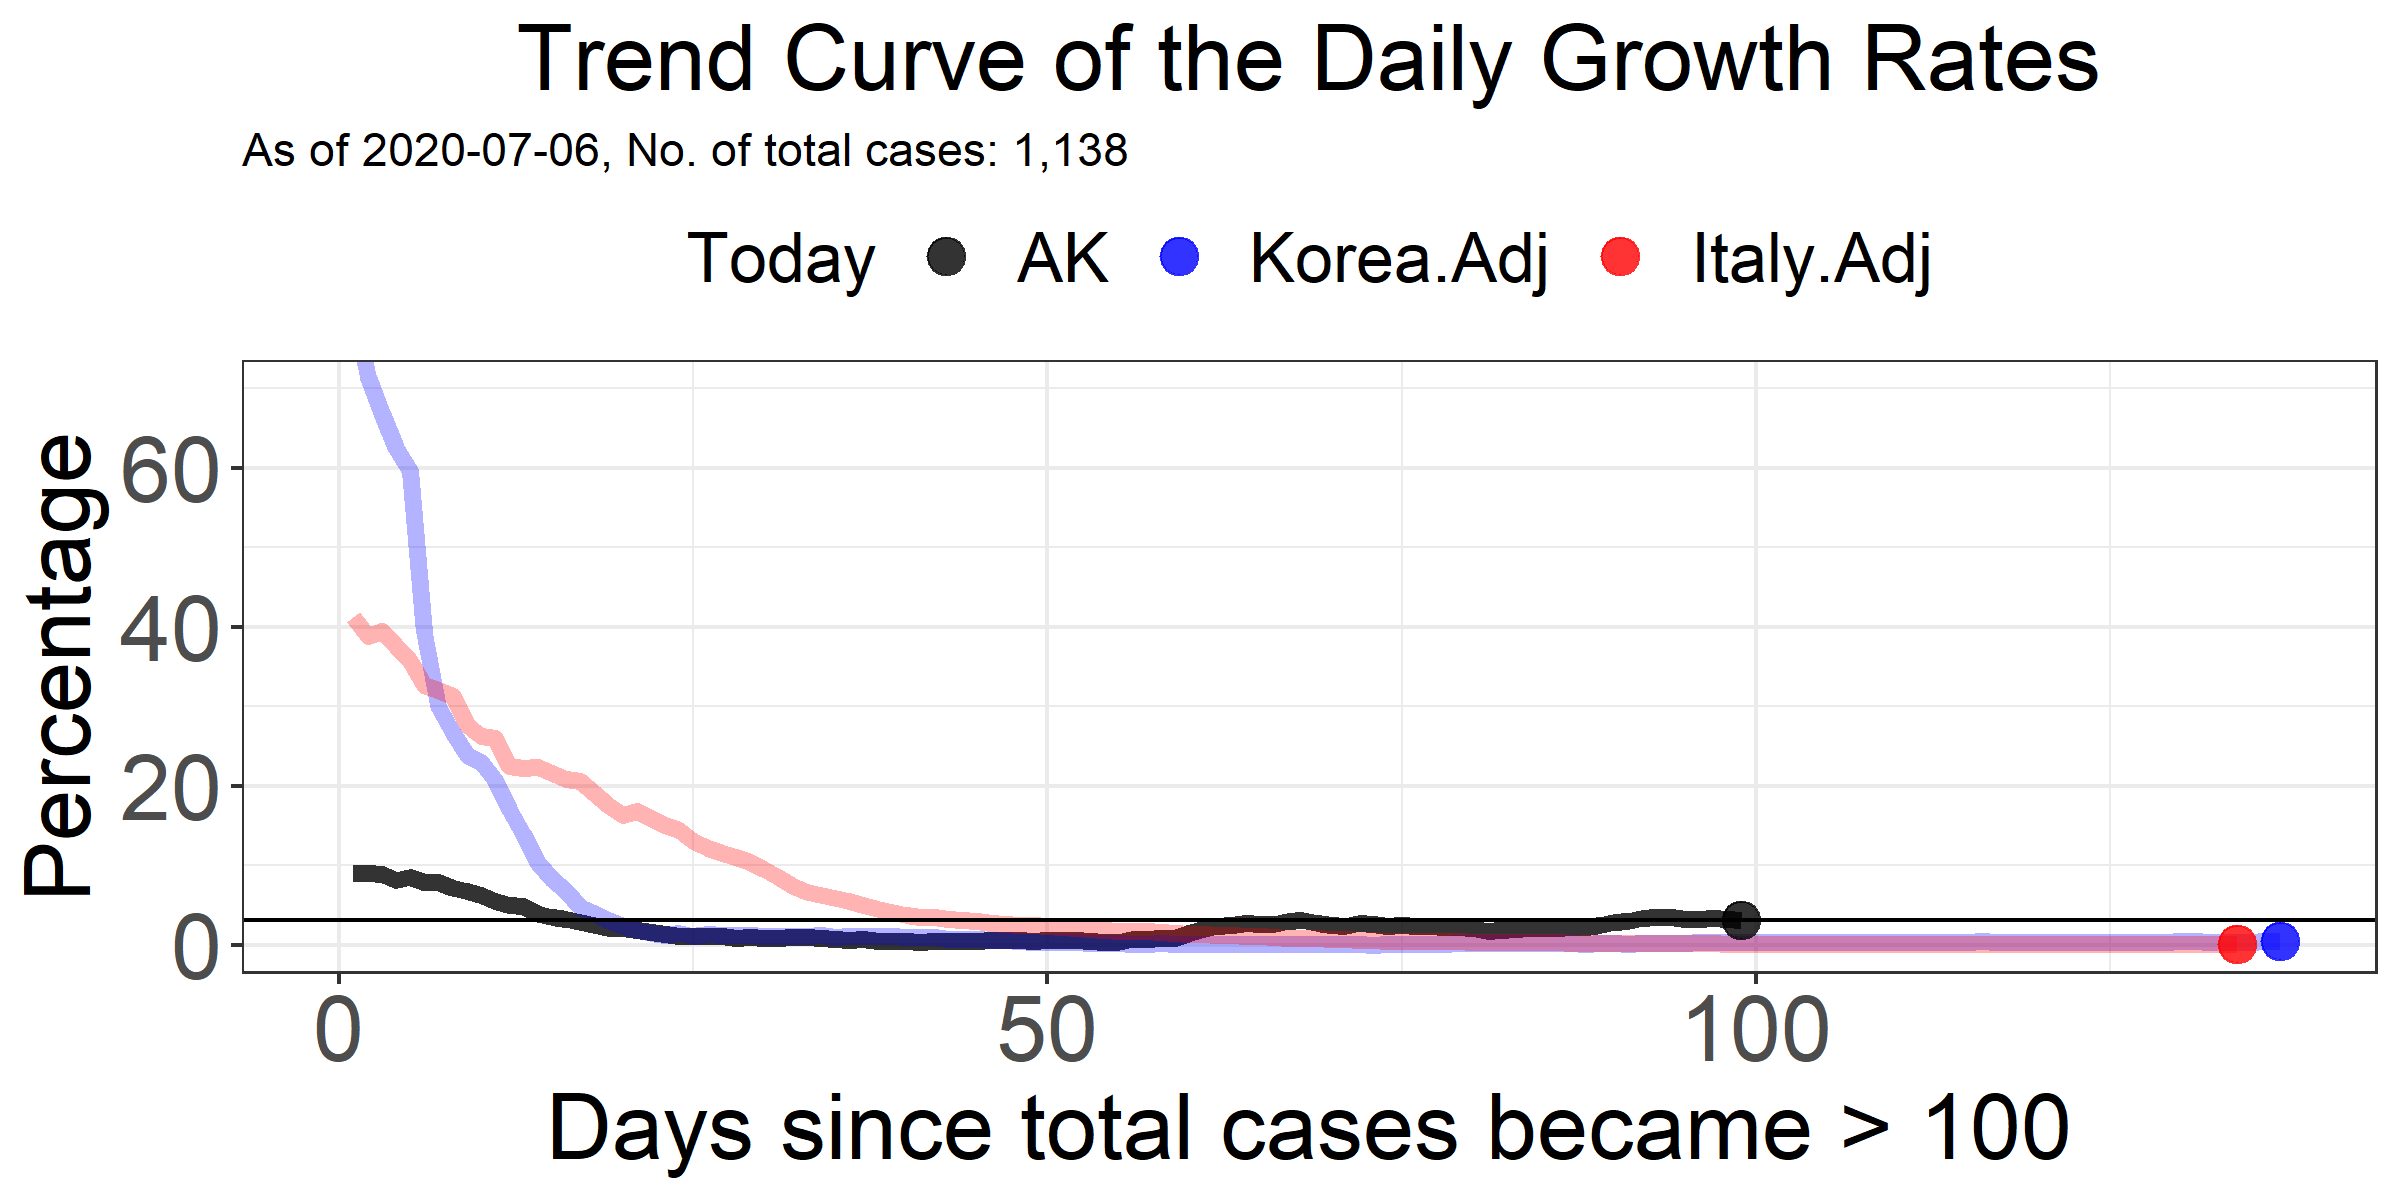 Trend Curve of the Daily Growth Rates
As of 2020-07-06, No. of total cases: 1,138
Today AK Korea.Adj Italy.Adj
Percentage
60
40
20
0
0 50 100
Days since total cases became > 100